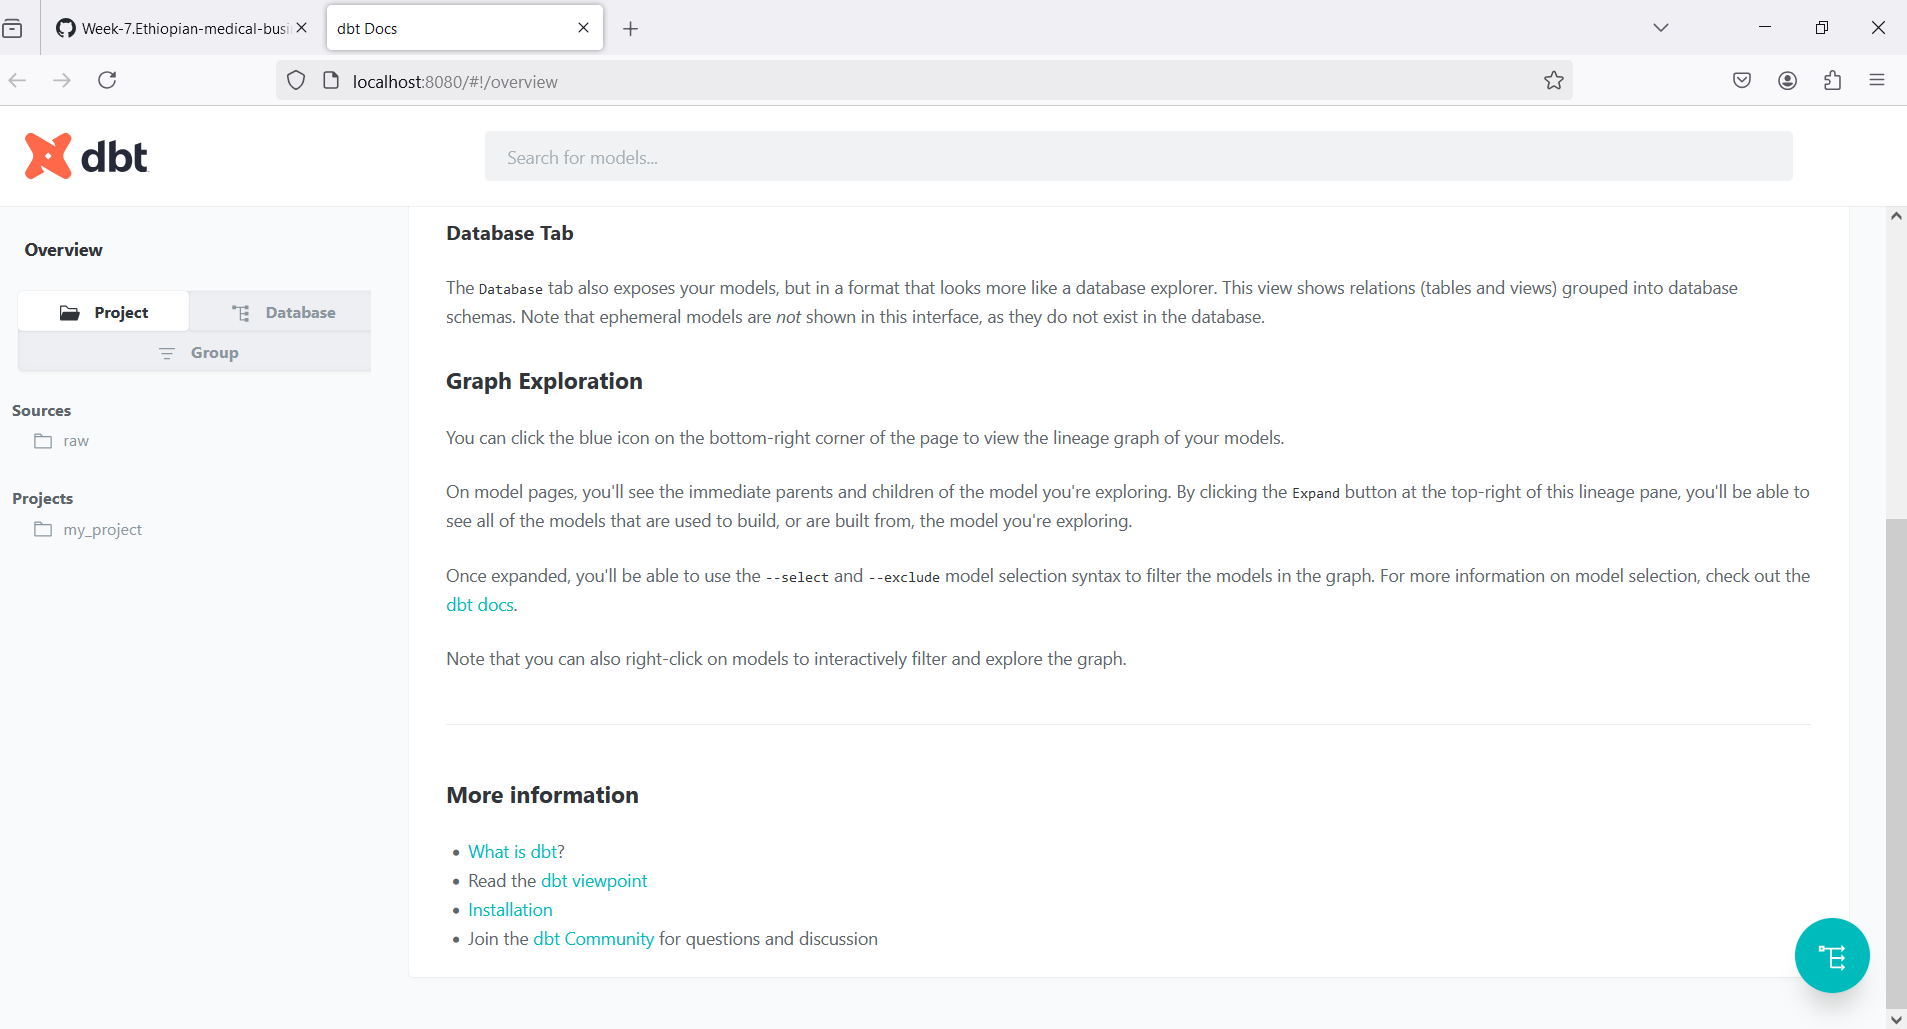 Week-7.Ethiopian-medical-busi
dbt Docs
localhost:8080/#!/overview
dbt
Search for models...
Overview
Project
Database
Group
Sources
raw
Projects
my_project
Database Tab
The Database tab also exposes your models, but in a format that looks more like a database explorer. This view shows relations (tables and views) grouped into database
schemas. Note that ephemeral models are not shown in this interface, as they do not exist in the database.
Graph Exploration
You can click the blue icon on the bottom-right corner of the page to view the lineage graph of your models.
On model pages, you'll see the immediate parents and children of the model you're exploring. By clicking the Expand button at the top-right of this lineage pane, you'll be able to
see all of the models that are used to build, or are built from, the model you're exploring.
Once expanded, you'll be able to use the --select and --exclude model selection syntax to filter the models in the graph. For more information on model selection, check out the
dbt docs.
Note that you can also right-click on models to interactively filter and explore the graph.
More information
• What is dbt?
• Read the dbt viewpoint
• Installation
• Join the dbt Community for questions and discussion